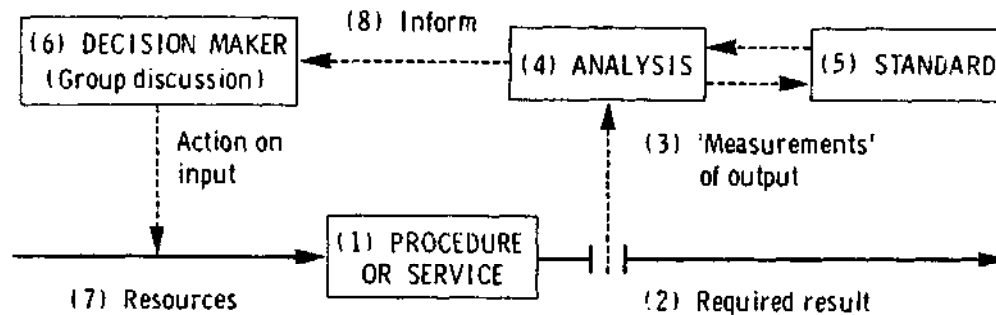 (8) Inform
(6) DECISION MAKER
(Group discussion)
(4) ANALYSIS
(5) STANDARD
Action on
input
(3) 'Measurements'
of output
(1) PROCEDURE
OR SERVICE
(7) Resources
(2) Required result